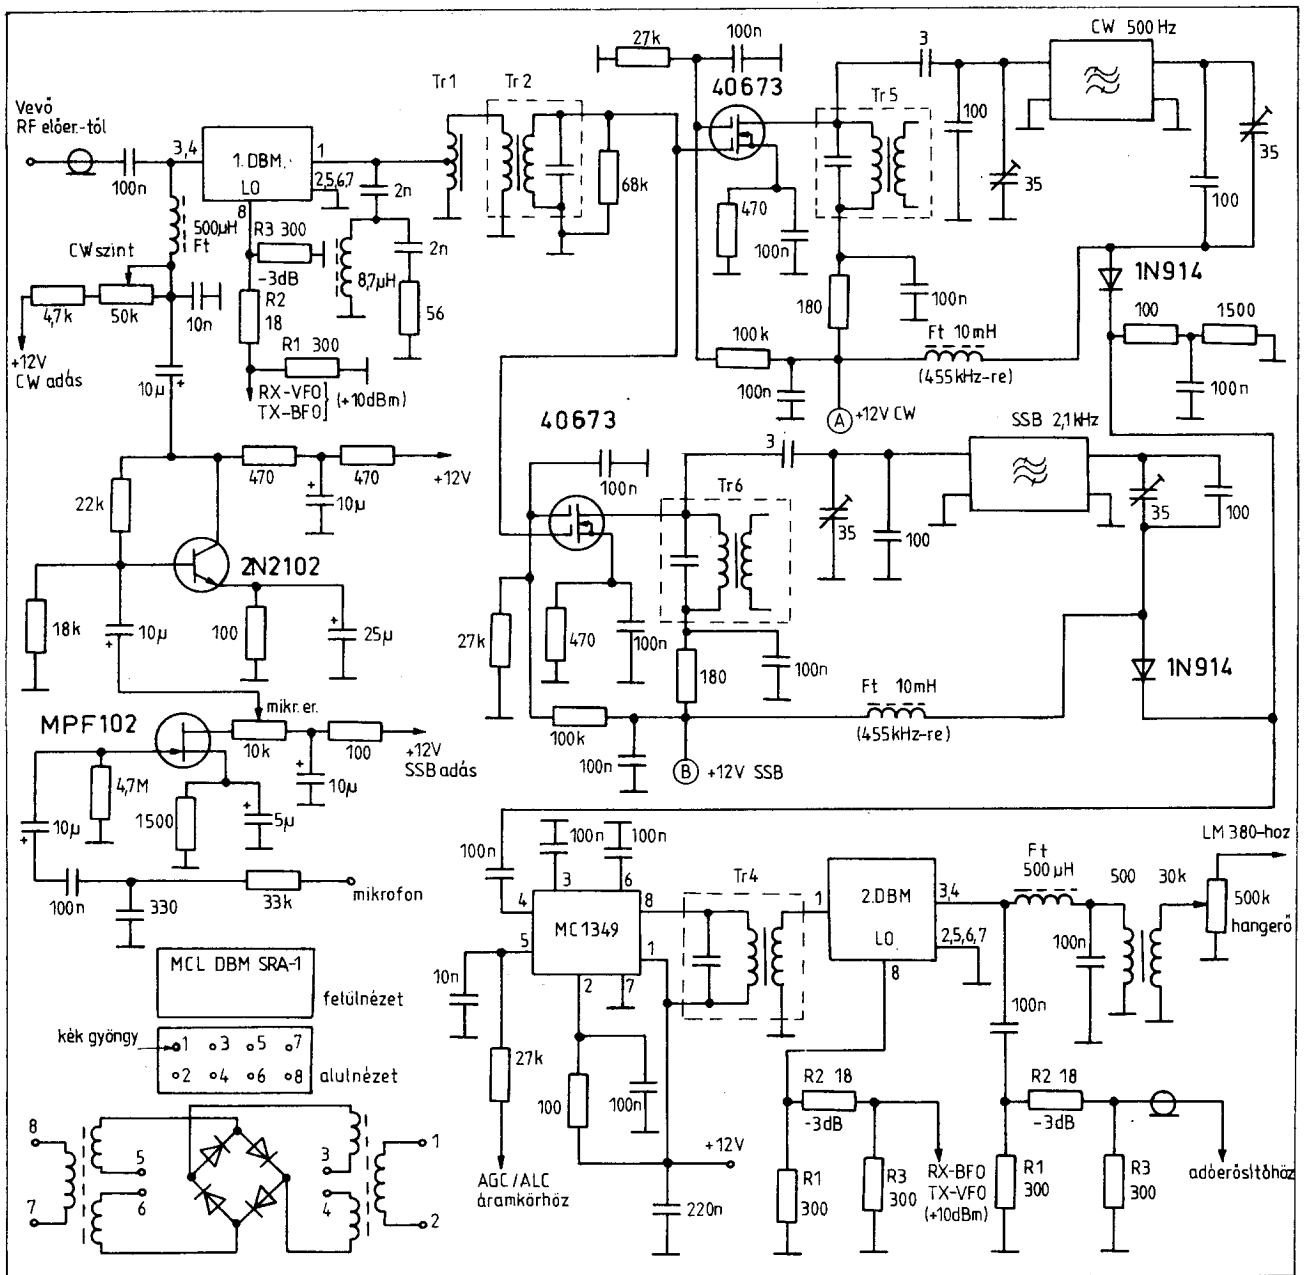 27k
100n
3
CW 500 Hz
40673
Tr1
Tr2
Tr5
Vevő
RF előer.-tól
3,4
1
1. DBM.
LO
8
2,5,6,7
100n
2n
68k
100
35
35
100
500µH
Ft
R3 300
-3dB
2n
470
100n
CW szint
8,7µH
R2
18
56
1N914
4,7k
50k
10n
180
100n
100
1500
R1 300
100k
Ft 10mH
(455kHz-re)
+12V
CW adás
10µ
RX-VFO
TX-BFO
(+10dBm)
100n
100n
A
+12V CW
40673
SSB 2,1kHz
3
470
470
+12V
100n
Tr6
22k
10µ
35
100
35
100
2N2102
18k
10µ
100
25µ
27k
470
100n
100n
180
1N914
Ft 10mH
(455kHz-re)
MPF102
mikr.er.
10k
100
+12V
SSB adás
100k
100n
B
+12V SSB
4,7M
10µ
10µ
1500
5µ
100n
33k
mikrofon
330
100n
100n
100n
3
6
4
8
5
1
MC1349
2
7
Tr4
1
2.DBM
3,4
LO
2,5,6,7
8
Ft
500µH
500
30k
LM 380-hoz
500k
hangerő
100n
100n
10n
MCL DBM SRA-1
felülnézet
kék gyöngy
1
3
5
7
2
4
6
8
alulnézet
27k
100
100n
R2 18
-3dB
R2 18
-3dB
8
5
6
7
3
4
1
2
+12V
AGC/ALC
áramkörhöz
220n
R1
300
R3
300
RX-BFO
TX-VFO
(+10dBm)
R1
300
R3
300
adóerősítőhöz